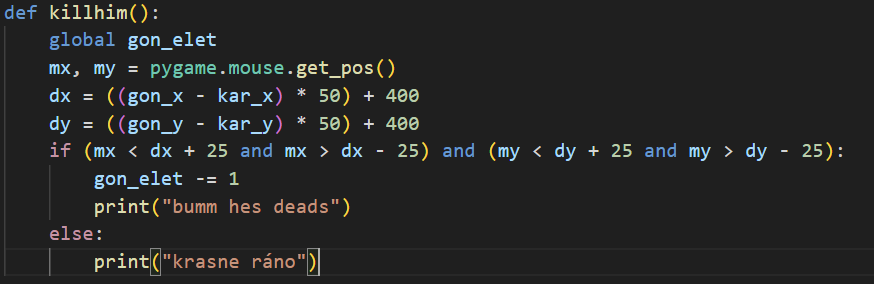 def killhim():
    global gon_elet
    mx, my = pygame.mouse.get_pos()
    dx = ((gon_x - kar_x) * 50) + 400
    dy = ((gon_y - kar_y) * 50) + 400
    if (mx < dx + 25 and mx > dx - 25) and (my < dy + 25 and my > dy - 25):
        gon_elet -= 1
        print("bumm hes deads")
    else:
        print("krasne ráno")